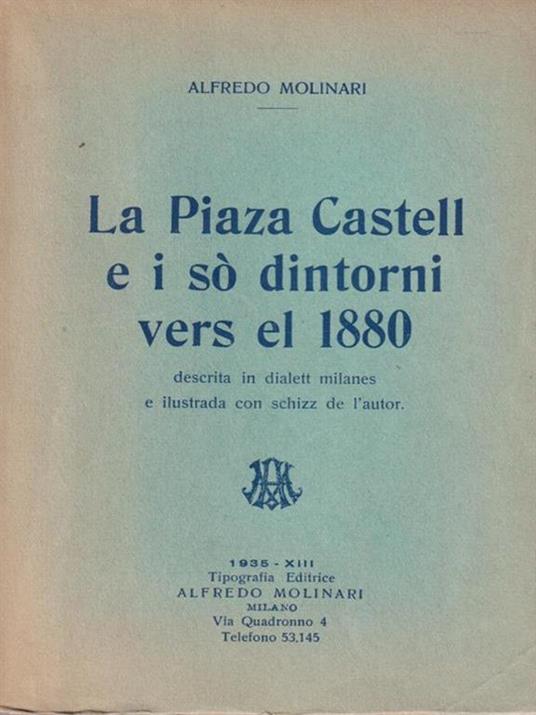 ALFREDO MOLINARI
La Piaza Castell
e i sò dintorni
vers el 1880
descrita in dialett milanes
e ilustrada con schizz de l'autor.
AM
1935 - XIII
Tipografia Editrice
ALFREDO MOLINARI
MILANO
Via Quadronno 4
Telefono 53,145